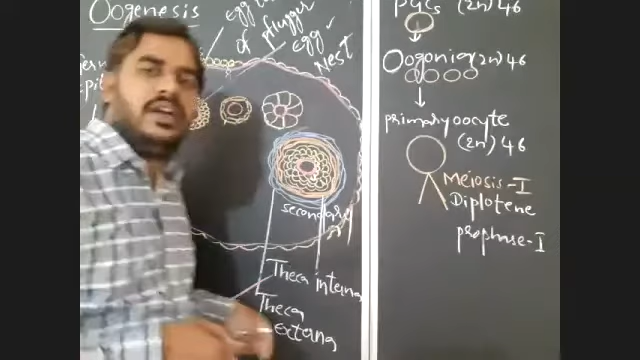 Oogenesis
egg
of pfluger
egg
Nest
secondary
Theca interna
Theca
externa
PGCs (2n) 46
Oogonia (2n) 46
primary oocyte
(2n) 46
Meiosis-I
Diplotene
prophase-I